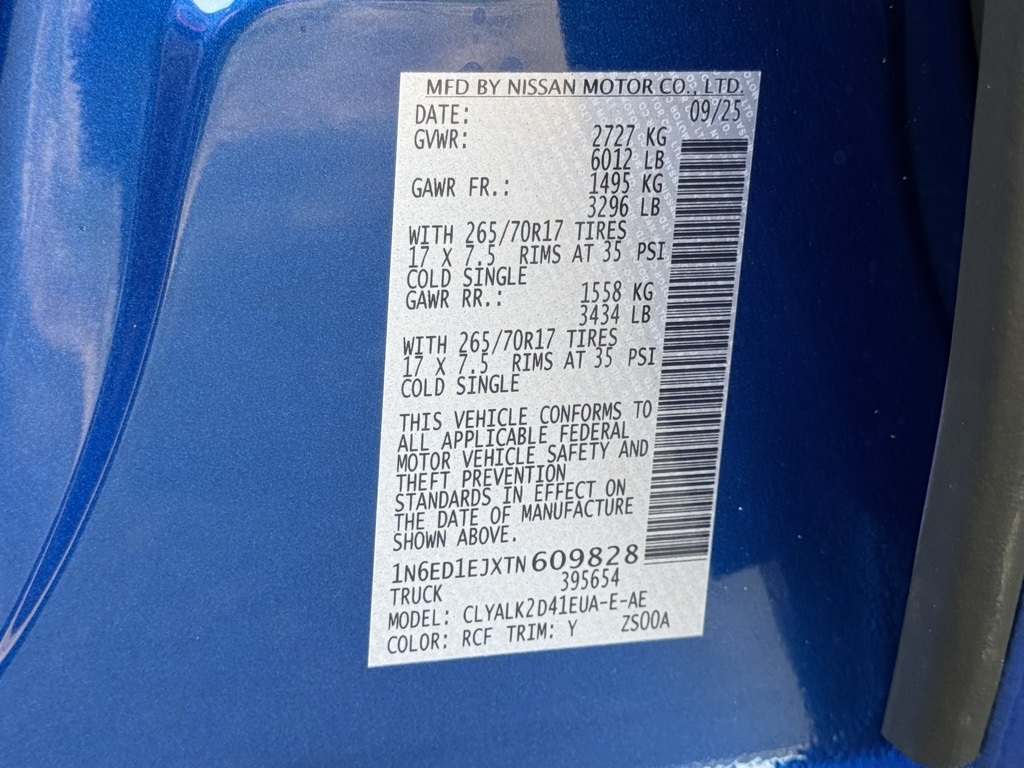 MFD BY NISSAN MOTOR CO., LTD.
DATE: 09/25
GVWR: 2727 KG
6012 LB
GAWR FR.: 1495 KG
3296 LB
WITH 265/70R17 TIRES
17 X 7.5 RIMS AT 35 PSI
COLD SINGLE
GAWR RR.: 1558 KG
3434 LB
WITH 265/70R17 TIRES
17 X 7.5 RIMS AT 35 PSI
COLD SINGLE
THIS VEHICLE CONFORMS TO
ALL APPLICABLE FEDERAL
MOTOR VEHICLE SAFETY AND
THEFT PREVENTION
STANDARDS IN EFFECT ON
THE DATE OF MANUFACTURE
SHOWN ABOVE.
1N6ED1EJXTN609828
TRUCK 395654
MODEL: CLYALK2D41EUA-E-AE
COLOR: RCF TRIM: Y ZS00A